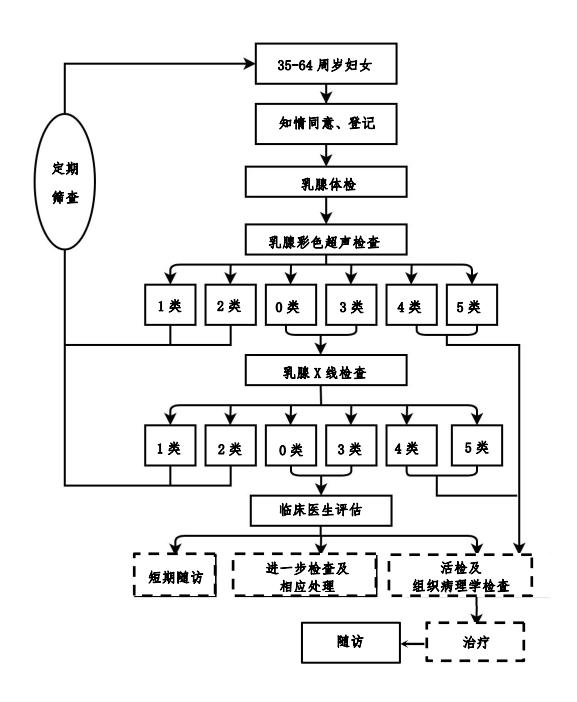 35-64 周岁妇女
知情同意、登记
定期
筛查
乳腺体检
乳腺彩色超声检查
1 类
2 类
0 类
3 类
4 类
5 类
乳腺 X 线检查
1 类
2 类
0 类
3 类
4 类
5 类
临床医生评估
短期随访
进一步检查及
相应处理
活检及
组织病理学检查
随访
治疗